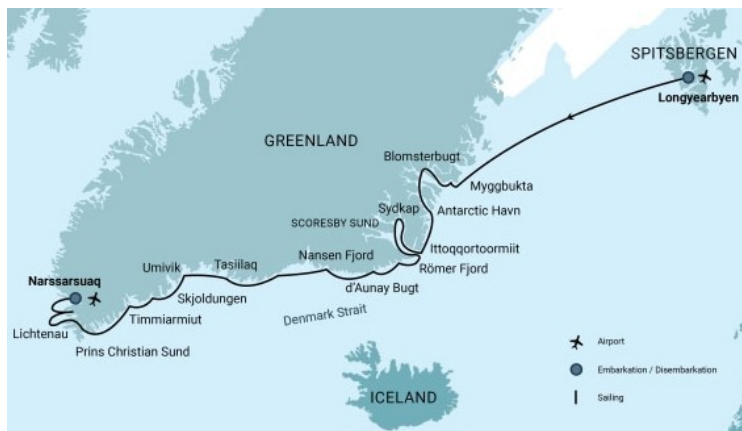 SPITSBERGEN
Longyearbyen
GREENLAND
Blomsterbugt
Myggbukta
Sydkap
Antarctic Havn
SCORESBY SUND
Ittoqqortoormiit
Nansen Fjord
Römer Fjord
Umivik
Tasiilaq
Narssarsuaq
d'Aunay Bugt
Skjoldungen
Denmark Strait
Timmiarmiut
Lichtenau
Prins Christian Sund
Airport
Embarkation / Disembarkation
ICELAND
Sailing